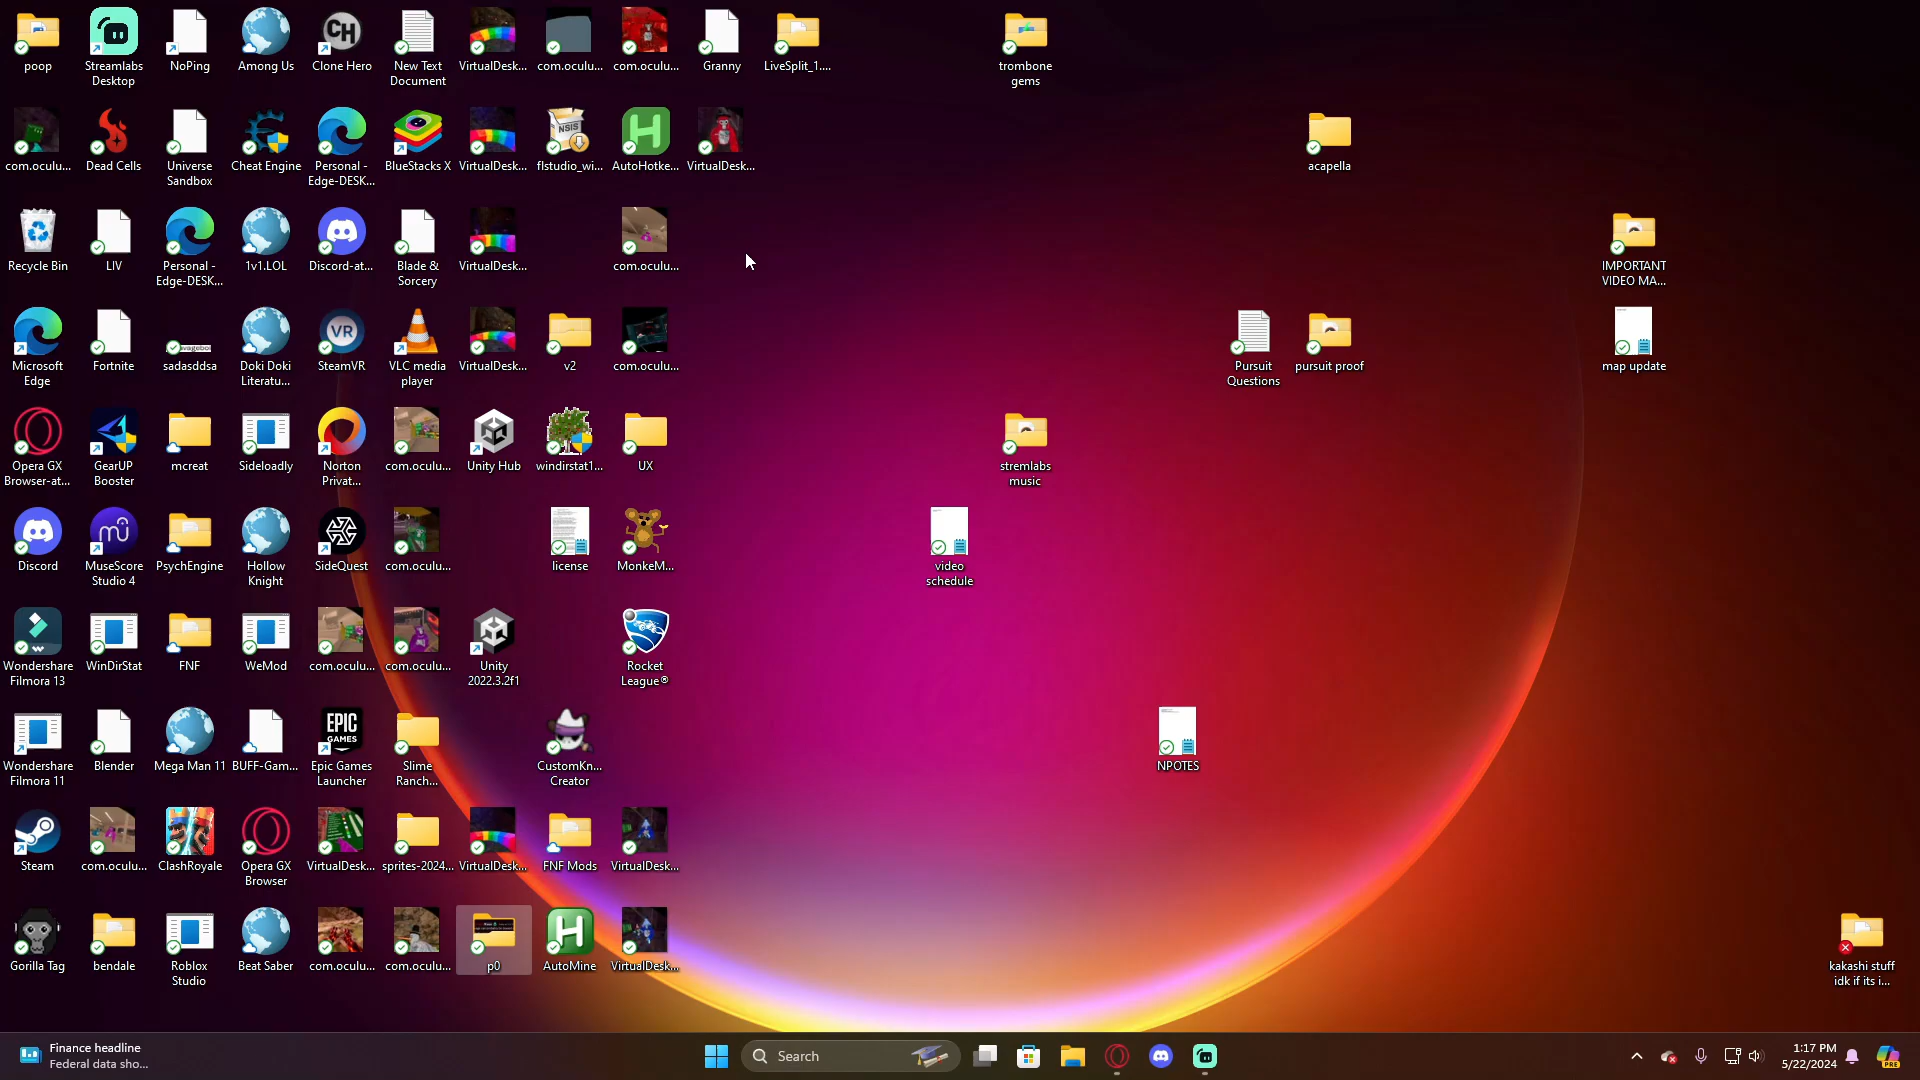 poop
Streamlabs
Desktop
NoPing
Among Us
Clone Hero
New Text
Document
VirtualDesk...
com.oculu...
com.oculu...
Granny
LiveSplit_1....
trombone
gems
com.oculu...
Dead Cells
Universe
Sandbox
Cheat Engine
Personal -
Edge-DESK...
BlueStacks X
VirtualDesk...
NSIS
flstudio_wi...
AutoHotke...
VirtualDesk...
acapella
Recycle Bin
LIV
Personal -
Edge-DESK...
1v1.LOL
Discord-at...
Blade &
Sorcery
VirtualDesk...
com.oculu...
IMPORTANT
VIDEO MA...
Microsoft
Edge
Fortnite
sadasddsa
Doki Doki
Literatu...
VR
SteamVR
VLC media
player
VirtualDesk...
v2
com.oculu...
Pursuit
Questions
pursuit proof
map update
Opera GX
Browser-at...
GearUP
Booster
mcreat
Sideloadly
Norton
Privat...
com.oculu...
Unity Hub
windirstat1...
UX
stremlabs
music
Discord
MuseScore
Studio 4
PsychEngine
Hollow
Knight
SideQuest
com.oculu...
license
MonkeM...
video
schedule
Wondershare
Filmora 13
WinDirStat
FNF
WeMod
com.oculu...
com.oculu...
Unity
2022.3.2f1
Rocket
League®
Wondershare
Filmora 11
Blender
Mega Man 11
BUFF-Gam...
EPIC
GAMES
Epic Games
Launcher
Slime
Ranch...
CustomKn...
Creator
NPOTES
Steam
com.oculu...
ClashRoyale
Opera GX
Browser
VirtualDesk...
sprites-2024...
VirtualDesk...
FNF Mods
VirtualDesk...
Gorilla Tag
bendale
Roblox
Studio
Beat Saber
com.oculu...
com.oculu...
p0
AutoMine
VirtualDesk...
kakashi stuff
idk if its i...
Finance headline
Federal data sho...
Search
1:17 PM
5/22/2024
PRE